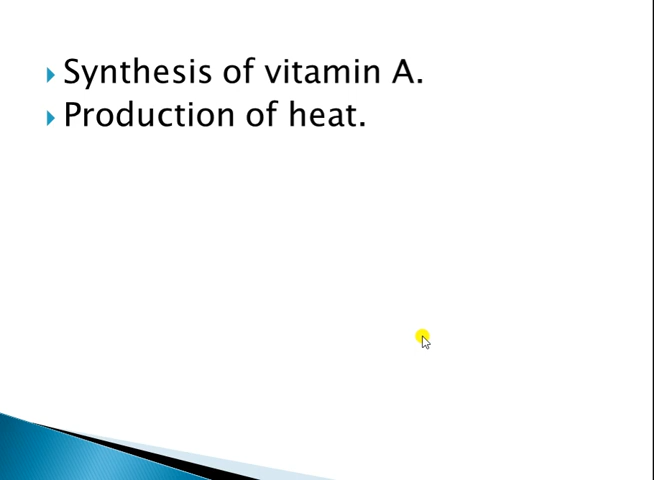 Synthesis of vitamin A.
Production of heat.